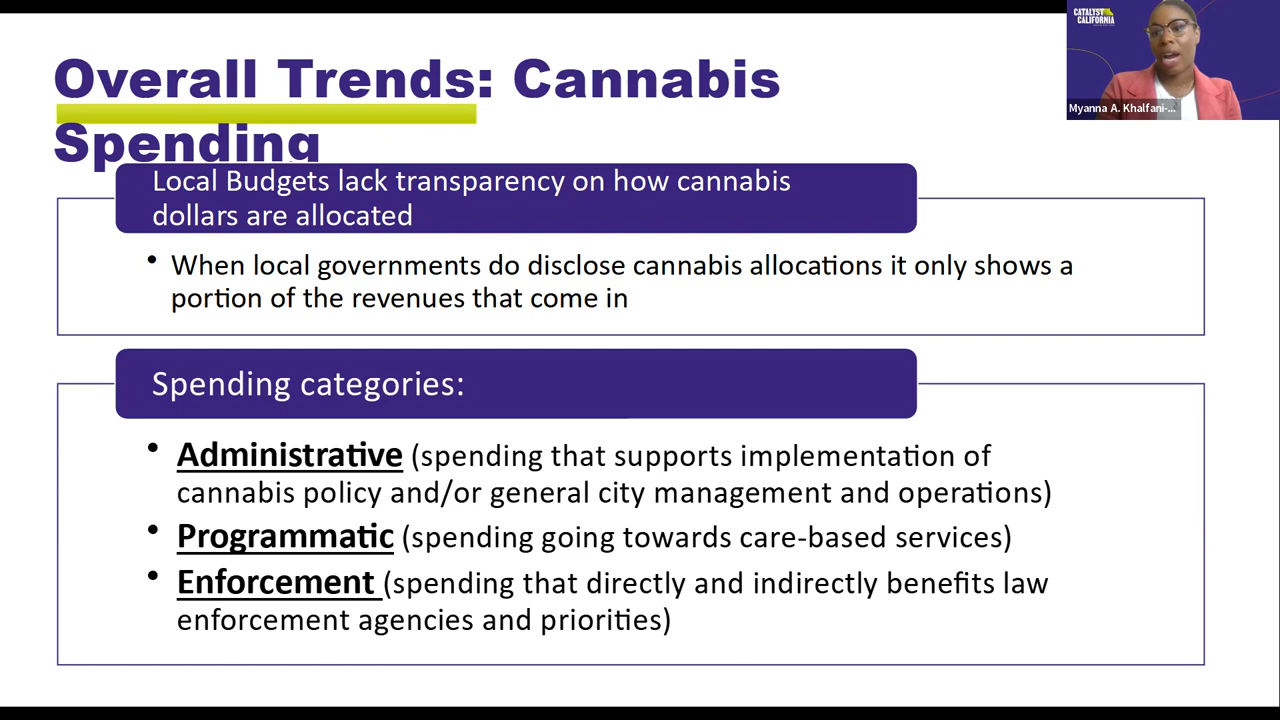 Overall Trends: Cannabis
Spending
CATALYST
CALIFORNIA
Myanna A. Khalfani-...
Local Budgets lack transparency on how cannabis
dollars are allocated
• When local governments do disclose cannabis allocations it only shows a
portion of the revenues that come in
Spending categories:
• Administrative (spending that supports implementation of
cannabis policy and/or general city management and operations)
• Programmatic (spending going towards care-based services)
• Enforcement (spending that directly and indirectly benefits law
enforcement agencies and priorities)